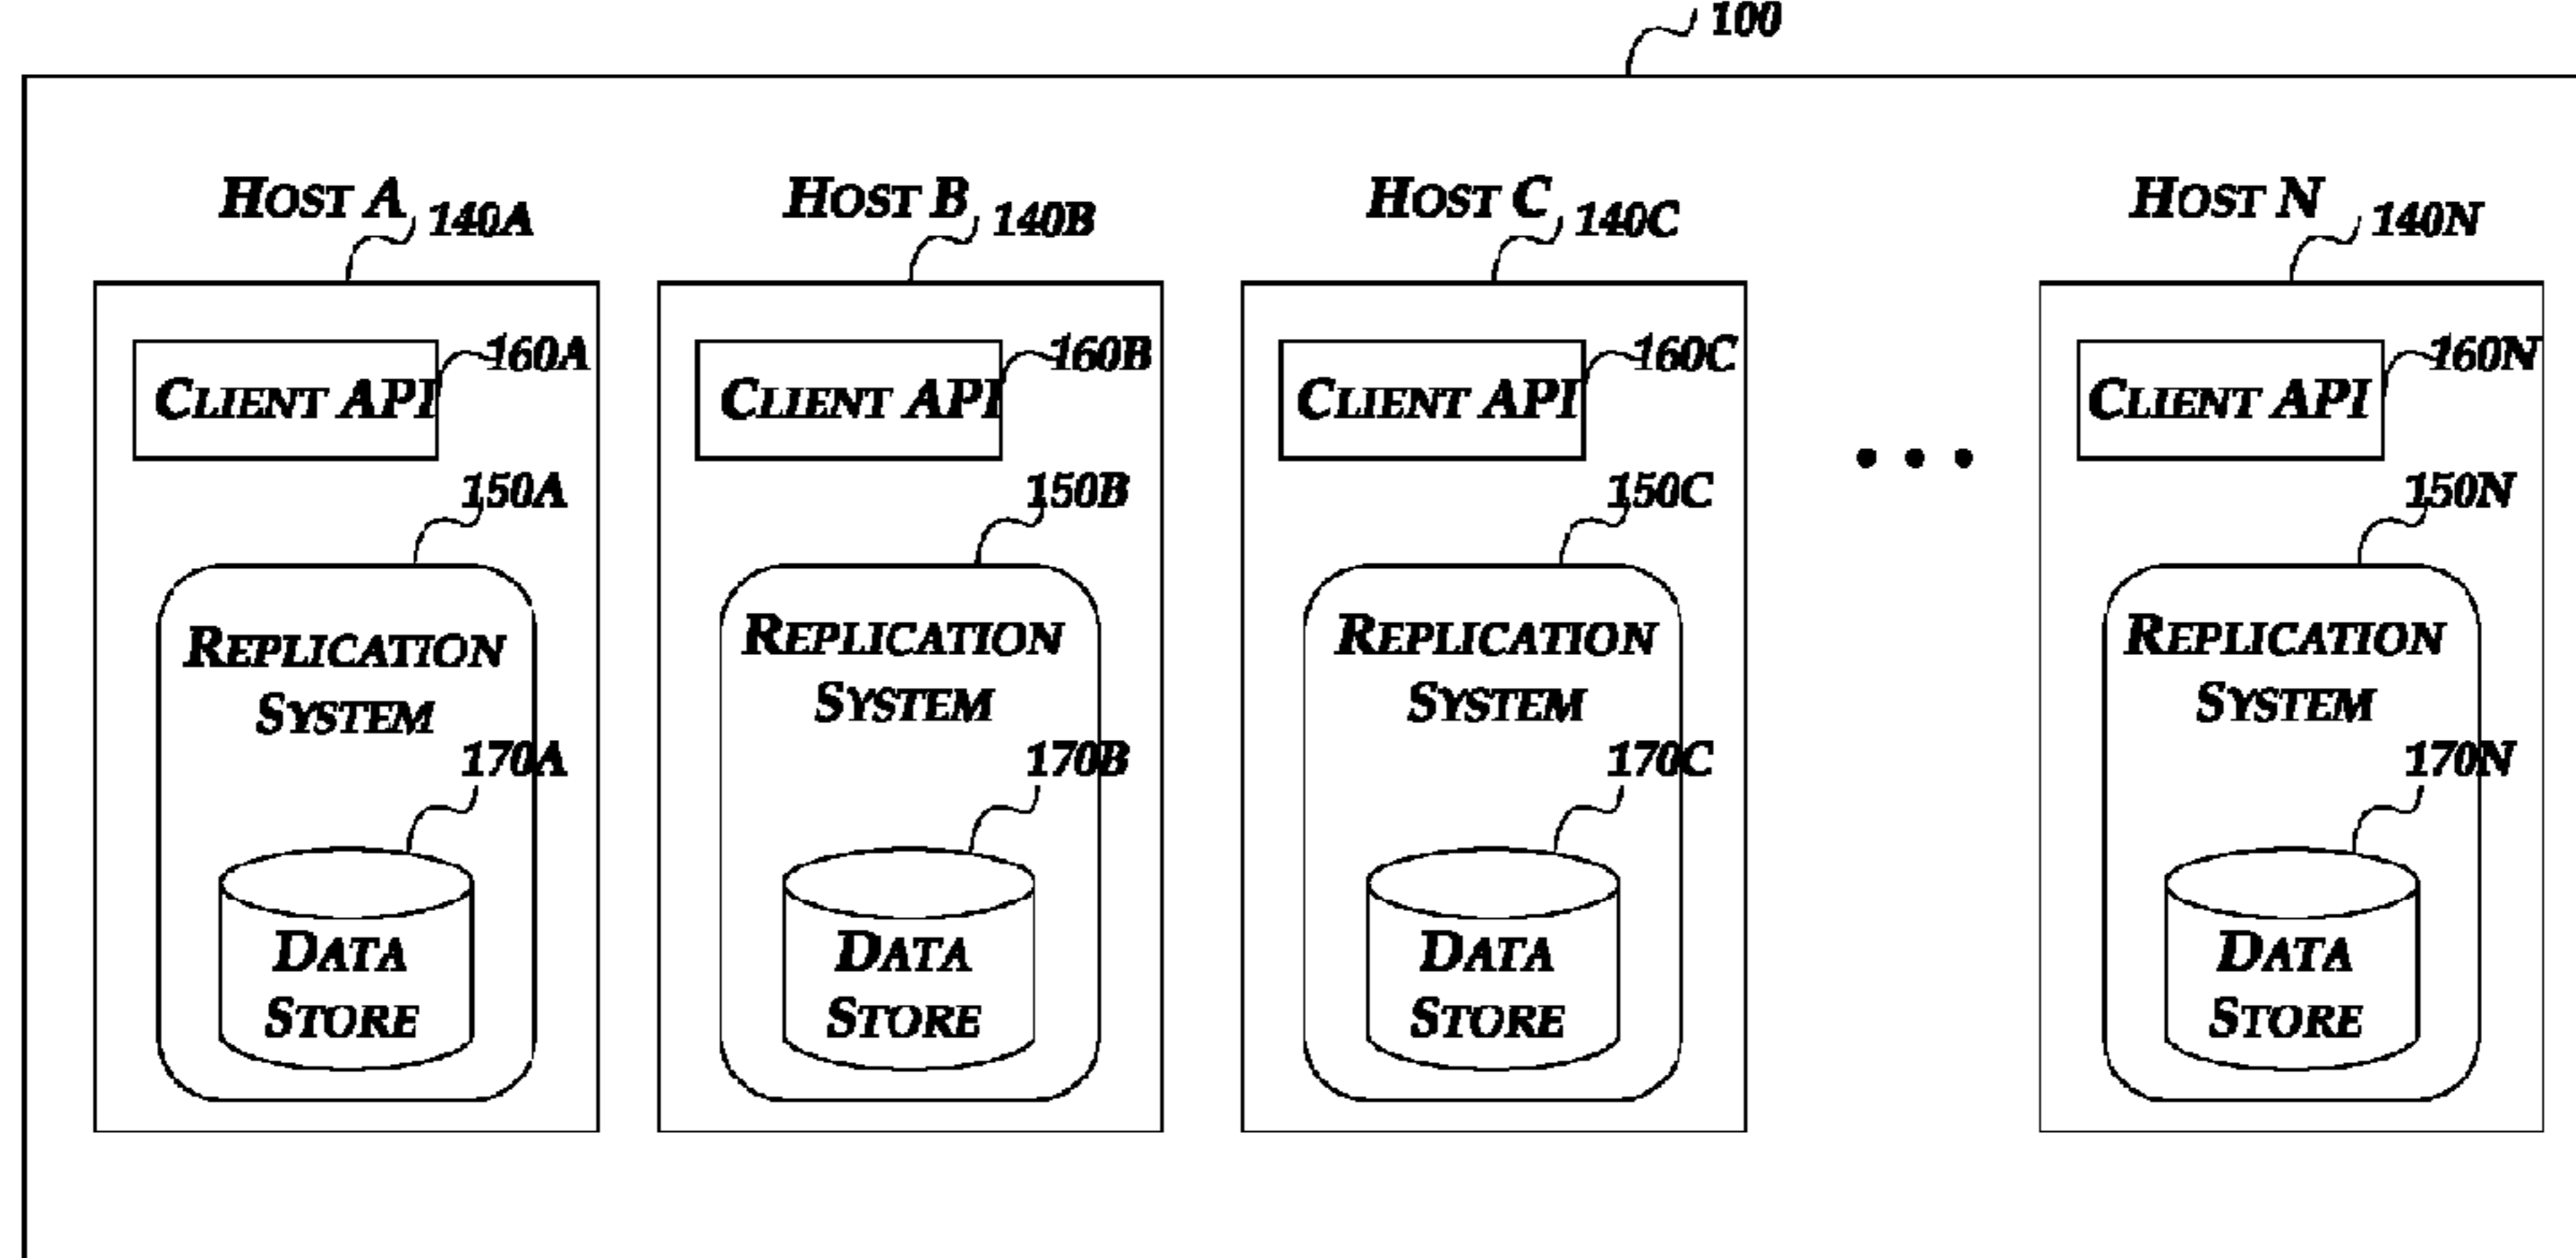 100
HOST A
140A
HOST B
140B
HOST C
140C
HOST N
140N
160A
CLIENT API
160B
CLIENT API
160C
CLIENT API
160N
CLIENT API
150A
150B
150C
150N
REPLICATION
SYSTEM
REPLICATION
SYSTEM
REPLICATION
SYSTEM
REPLICATION
SYSTEM
170A
170B
170C
170N
DATA
STORE
DATA
STORE
DATA
STORE
DATA
STORE